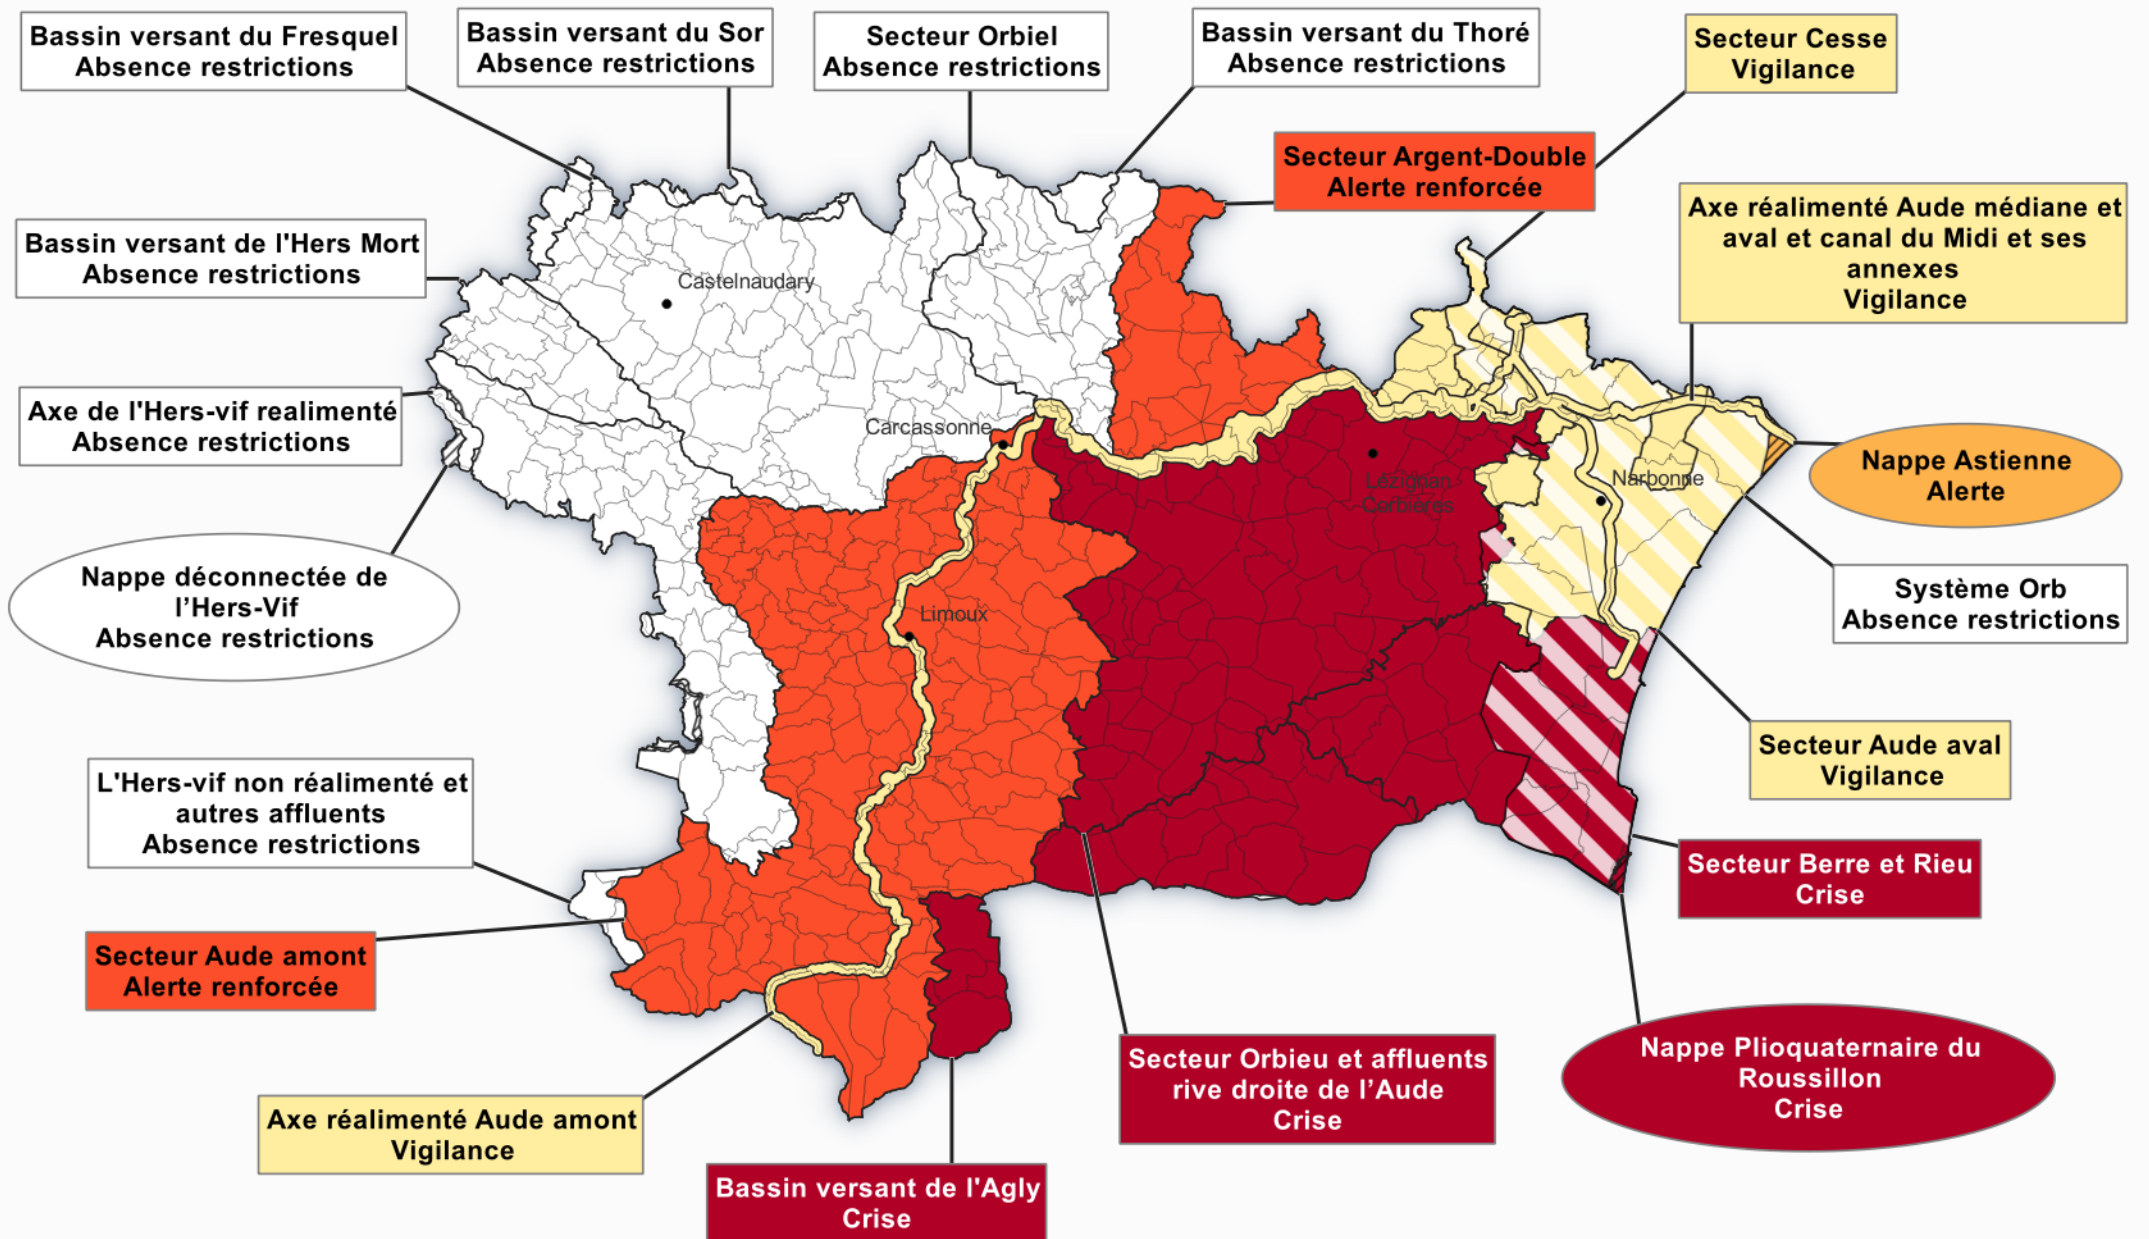 Bassin versant du Fresquel
Absence restrictions
Bassin versant du Sor
Absence restrictions
Secteur Orbiel
Absence restrictions
Bassin versant du Thoré
Absence restrictions
Secteur Cesse
Vigilance
Secteur Argent-Double
Alerte renforcée
Axe réalimenté Aude médiane et
aval et canal du Midi et ses
annexes
Vigilance
Bassin versant de l'Hers Mort
Absence restrictions
Castelnaudary
Axe de l'Hers-vif realimenté
Absence restrictions
Carcassonne
Lézignan
Corbières
Narbonne
Nappe Astienne
Alerte
Nappe déconnectée de
l’Hers-Vif
Absence restrictions
Limoux
Système Orb
Absence restrictions
Secteur Aude aval
Vigilance
L'Hers-vif non réalimenté et
autres affluents
Absence restrictions
Secteur Berre et Rieu
Crise
Secteur Aude amont
Alerte renforcée
Secteur Orbieu et affluents
rive droite de l’Aude
Crise
Nappe Plioquaternaire du
Roussillon
Crise
Axe réalimenté Aude amont
Vigilance
Bassin versant de l'Agly
Crise